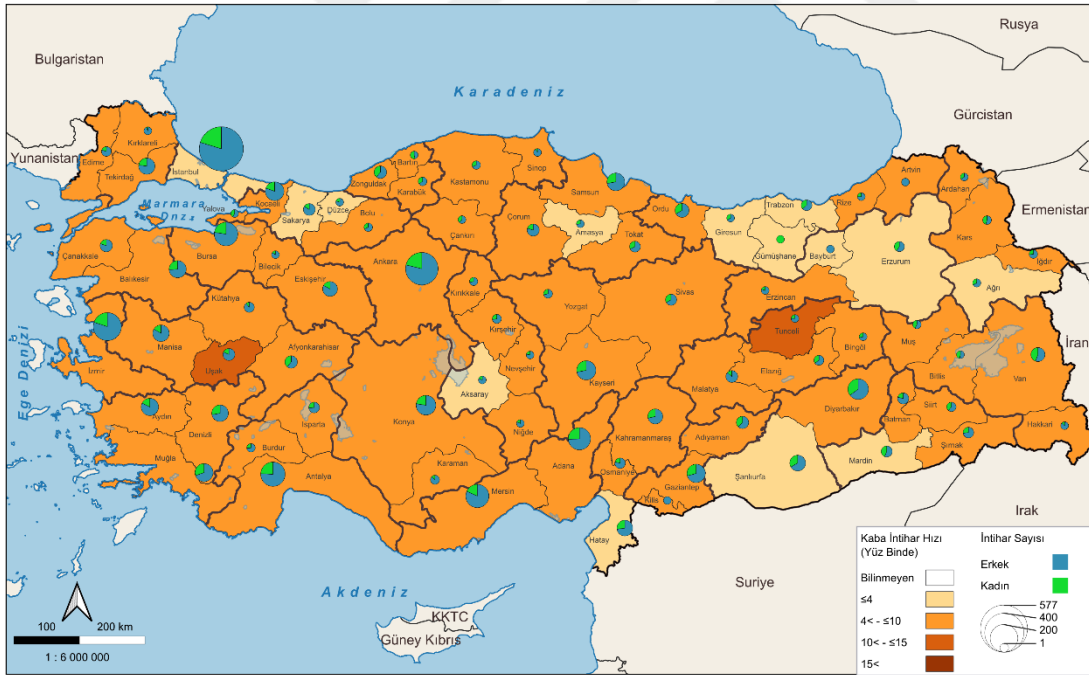 Rusya
Bulgaristan
Karadeniz
Gürcistan
Yunanistan
Kırklareli
Edirne
Tekirdağ
İstanbul
Marmara
Dnz.
Yalova
Kocaeli
Sakarya
Düzce
Zonguldak
Bartın
Karabük
Kastamonu
Sinop
Samsun
Ordu
Giresun
Trabzon
Rize
Artvin
Ardahan
Kars
Ermenistan
Iğdır
Bolu
Çankırı
Çorum
Amasya
Tokat
Gümüşhane
Bayburt
Erzurum
Ağrı
Çanakkale
Balıkesir
Bursa
Bilecik
Eskişehir
Ankara
Kırıkkale
Yozgat
Sivas
Erzincan
Tunceli
Bingöl
Muş
Kütahya
Kırşehir
Nevşehir
Kayseri
Malatya
Elazığ
Bitlis
Van
İran
Ege Denizi
Manisa
İzmir
Uşak
Afyonkarahisar
Aksaray
Konya
Niğde
Kahramanmaraş
Adıyaman
Diyarbakır
Batman
Siirt
Şırnak
Hakkari
Aydın
Denizli
Isparta
Burdur
Muğla
Antalya
Karaman
Mersin
Adana
Osmaniye
Gaziantep
Kilis
Şanlıurfa
Mardin
Hatay
Irak
Suriye
Akdeniz
KKTC
Güney Kıbrıs
100 200 km
1 : 6 000 000
Kaba İntihar Hızı
(Yüz Binde)
Bilinmeyen
≤4
4< - ≤10
10< - ≤15
15<
İntihar Sayısı
Erkek
Kadın
577
400
200
1